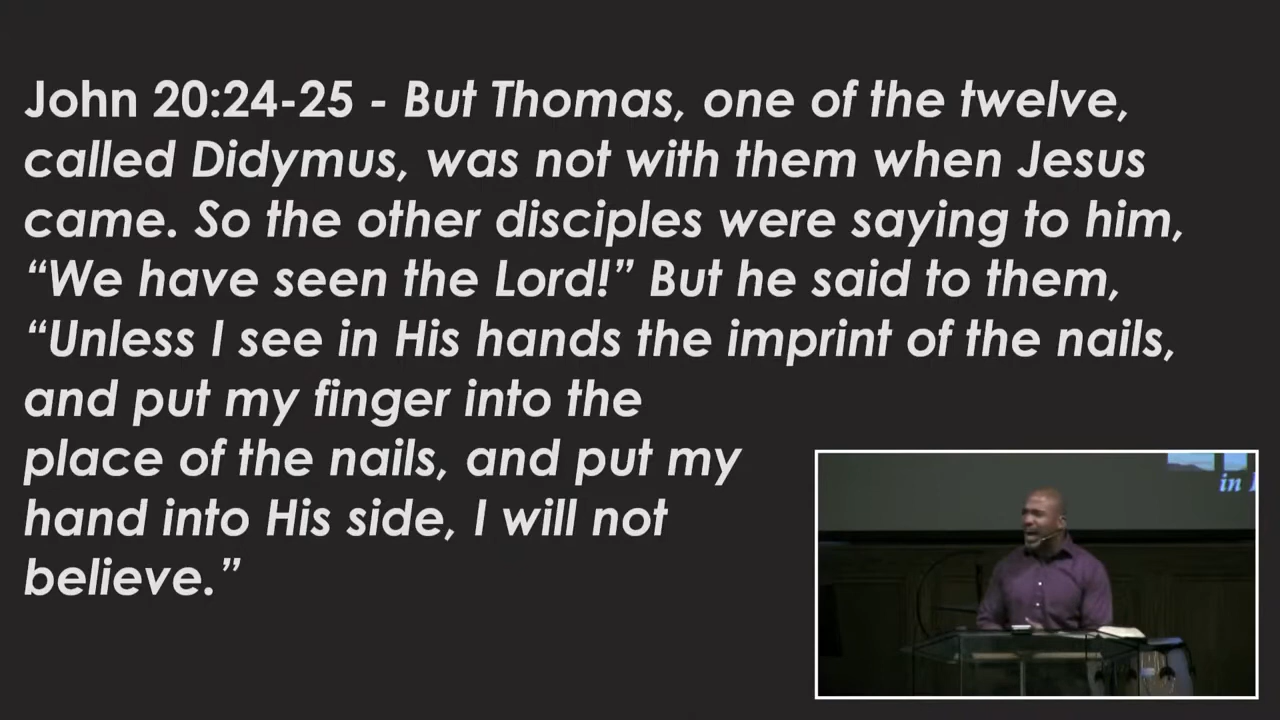 John 20:24-25 - But Thomas, one of the twelve,
called Didymus, was not with them when Jesus
came. So the other disciples were saying to him,
“We have seen the Lord!” But he said to them,
“Unless I see in His hands the imprint of the nails,
and put my finger into the
place of the nails, and put my
hand into His side, I will not
believe.”
in